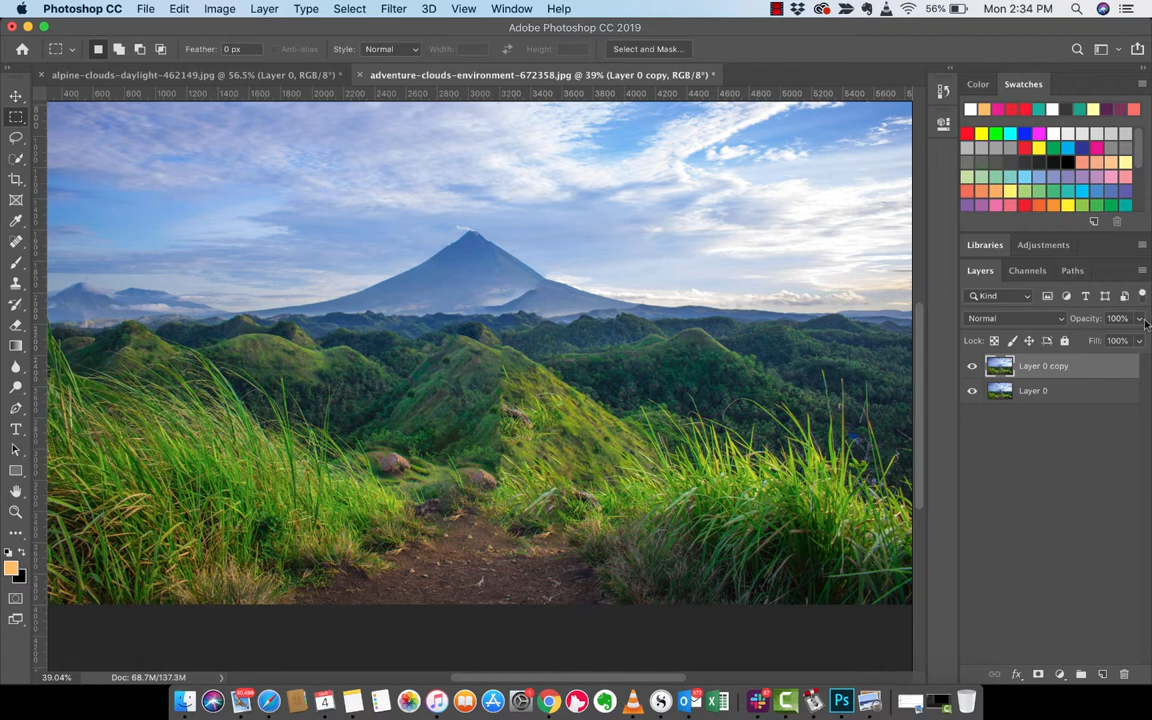 Photoshop CC File Edit Image Layer Type Select Filter 3D View Window Help 56% Mon 2:34 PM
Adobe Photoshop CC 2019
Feather: 0 px Anti-alias Style: Normal Width: Height: Select and Mask...
alpine-clouds-daylight-462149.jpg @ 56.5% (Layer 0, RGB/8*) * adventure-clouds-environment-672358.jpg @ 39% (Layer 0 copy, RGB/8*) *
Color Swatches
400 600 800 1000 1200 1400 1600 1800 2000 2200 2400 2600 2800 3000 3200 3400 3600 3800 4000 4200 4400 4600 4800 5000 5200 5400 5600
Libraries Adjustments
Layers Channels Paths
Kind
Normal Opacity: 100%
Lock: Fill: 100%
Layer 0 copy
Layer 0
39.04% Doc: 68.7M/137.3M